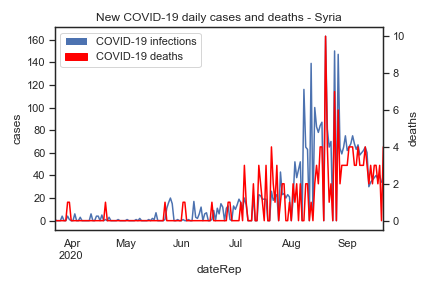 New COVID-19 daily cases and deaths - Syria
COVID-19 infections
COVID-19 deaths
160
140
120
100
80
60
40
20
0
cases
10
8
6
4
2
0
deaths
Apr May Jun Jul Aug Sep
2020
dateRep